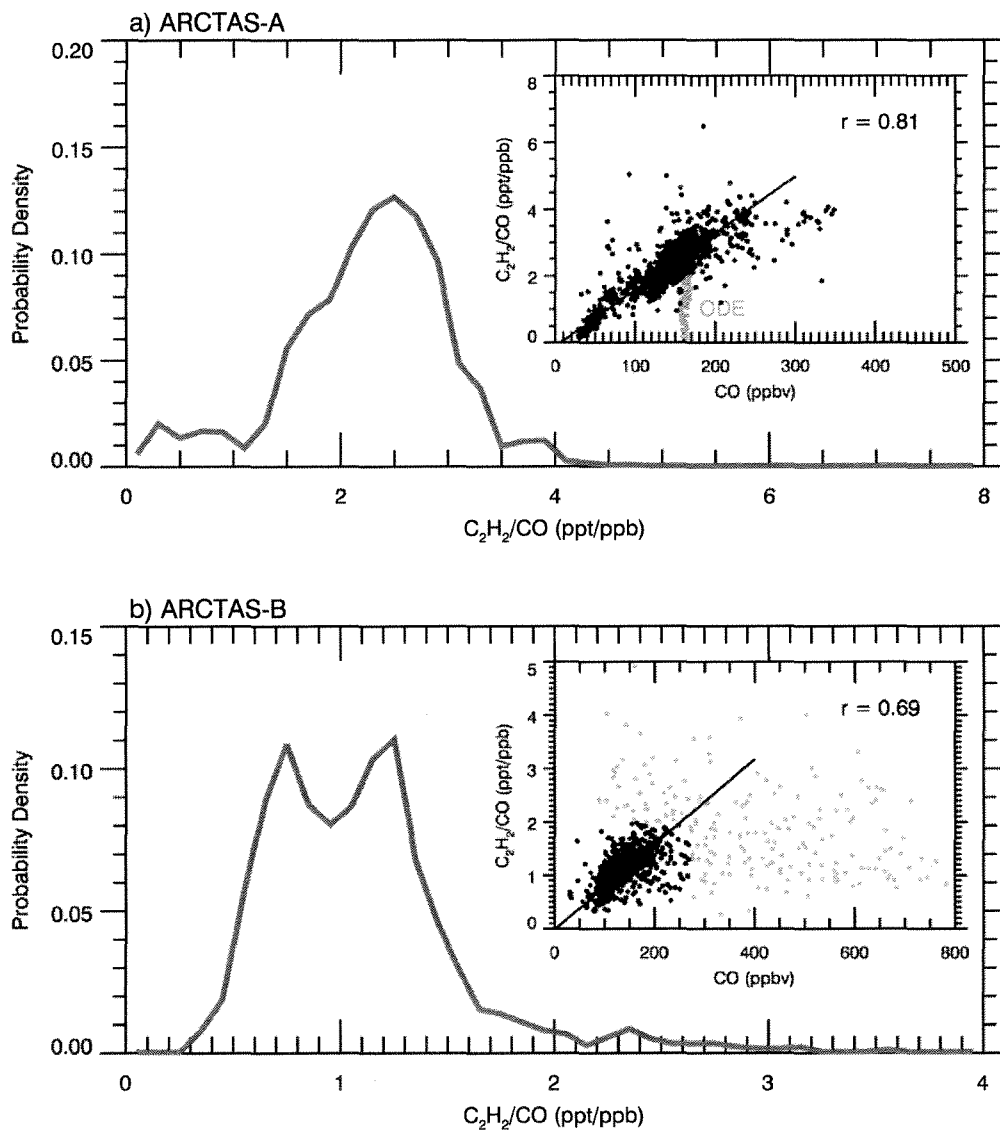 a) ARCTAS-A
0.20
0.15
0.10
0.05
0.00
Probability Density
0 2 4 6 8
C₂H₂/CO (ppt/ppb)
8
6
4
2
0
C₂H₂/CO (ppt/ppb)
r = 0.81
ODE
0 100 200 300 400 500
CO (ppbv)
b) ARCTAS-B
0.15
0.10
0.05
0.00
Probability Density
0 1 2 3 4
C₂H₂/CO (ppt/ppb)
5
4
3
2
1
0
C₂H₂/CO (ppt/ppb)
r = 0.69
0 200 400 600 800
CO (ppbv)